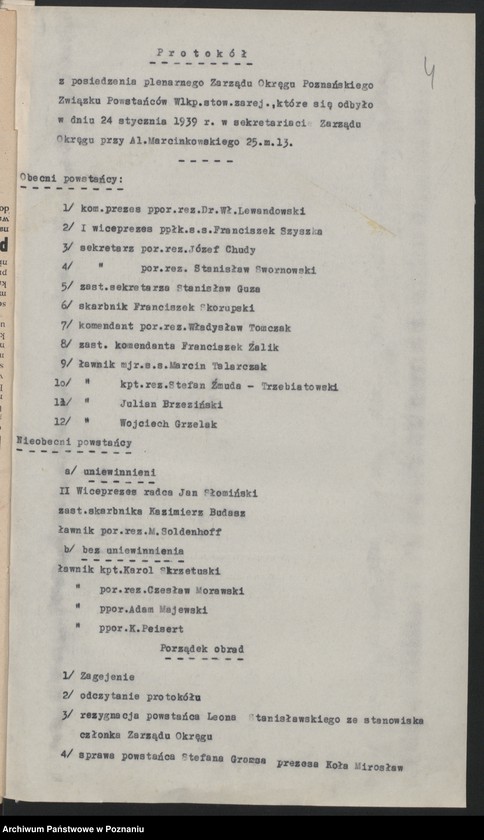 4
P r o t o k ó ł
z posiedzenia plenarnego Zarządu Okręgu Poznańskiego
Związku Powstańców Wlkp.stow.zarej.,które się odbyło
w dniu 24 stycznia 1939 r. w sekretariacie Zarządu
Okręgu przy Al.Marcinkowskiego 25.m.13.
Obecni powstańcy:
1/ kom.prezes ppor.rez.Dr.Wł.Lewandowski
2/ I wiceprezes ppłk.s.s.Franciszek Szyszka
3/ sekretarz por.rez.Józef Chudy
4/ " por.rez. Stanisław Swornowski
5/ zast.sekretarza Stanisław Guza
6/ skarbnik Franciszek Skorupski
7/ komendant por.rez.Władysław Tomczak
8/ zast. komendanta Franciszek Żalik
9/ ławnik mjr.s.s.Marcin Talarczak
1o/ " kpt.rez.Stefan Żmuda - Trzebiatowski
11/ " Julian Brzeziński
12/ " Wojciech Grzelak
Nieobecni powstańcy
a/ uniewinnieni
II Wiceprezes radca Jan Słomiński
zast.skarbnika Kazimierz Budasz
ławnik por.rez.M.Soldenhoff
b/ bez uniewinnienia
ławnik kpt.Karol Skrzetuski
" por.rez.Czesław Morawski
" ppor.Adam Majewski
" ppor.K.Peisert
Porządek obrad
1/ Zagajenie
2/ odczytanie protokółu
3/ rezygnacja powstańca Leona Stanisławskiego ze stanowiska
członka Zarządu Okręgu
4/ sprawa powstańca Stefana Gromsa prezesa Koła Mirosław
Archiwum Państwowe w Poznaniu